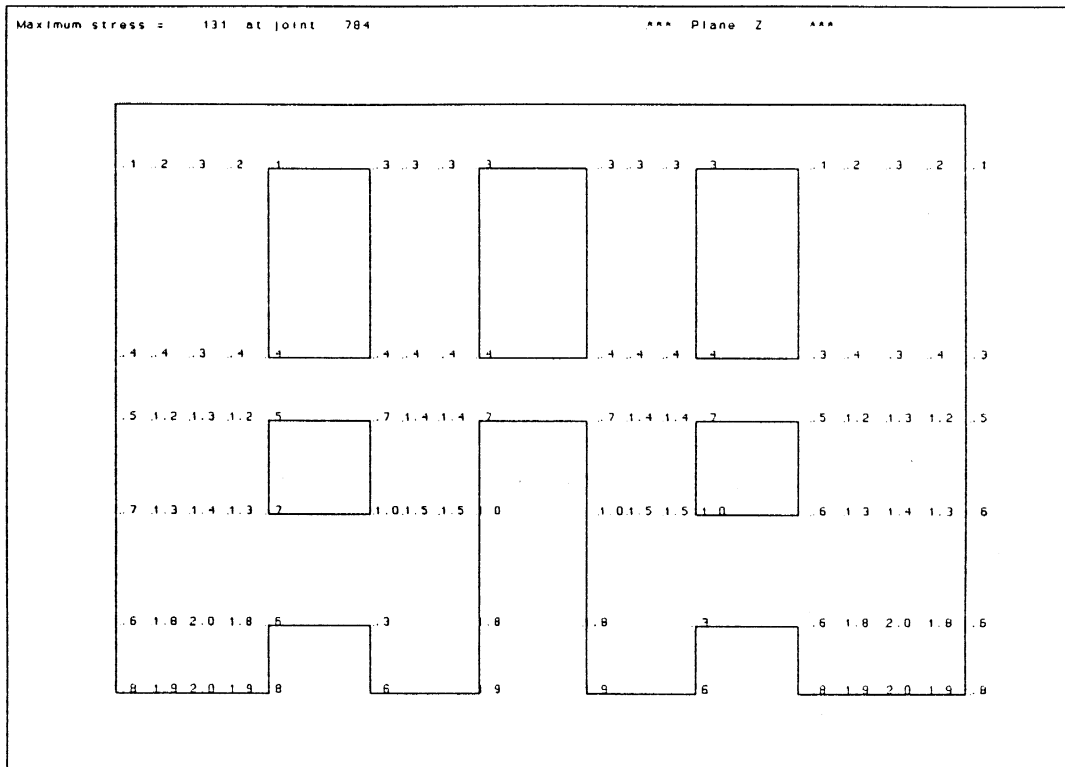 Maximum stress = 131 at joint 784 *** Plane Z ***
.1 .2 .3 .2 .1 .3 .3 .3 .3 .3 .3 .3 .3 .1 .2 .3 .2 .1
.4 .4 .3 .4 .4 .4 .4 .4 .4 .4 .4 .4 .4 .3 .4 .3 .4 .3
.5 1.2 1.3 1.2 .5 .7 1.4 1.4 .7 .7 1.4 1.4 .7 .5 1.2 1.3 1.2 .5
.7 1.3 1.4 1.3 .7 1.0 1.5 1.5 1.0 1.0 1.5 1.5 1.0 .6 1.3 1.4 1.3 .6
.6 1.8 2.0 1.8 .6 .3 1.8 1.8 .3 .6 1.8 2.0 1.8 .6
.8 1.9 2.0 1.9 .8 .6 1.9 1.9 .6 .8 1.9 2.0 1.9 .8